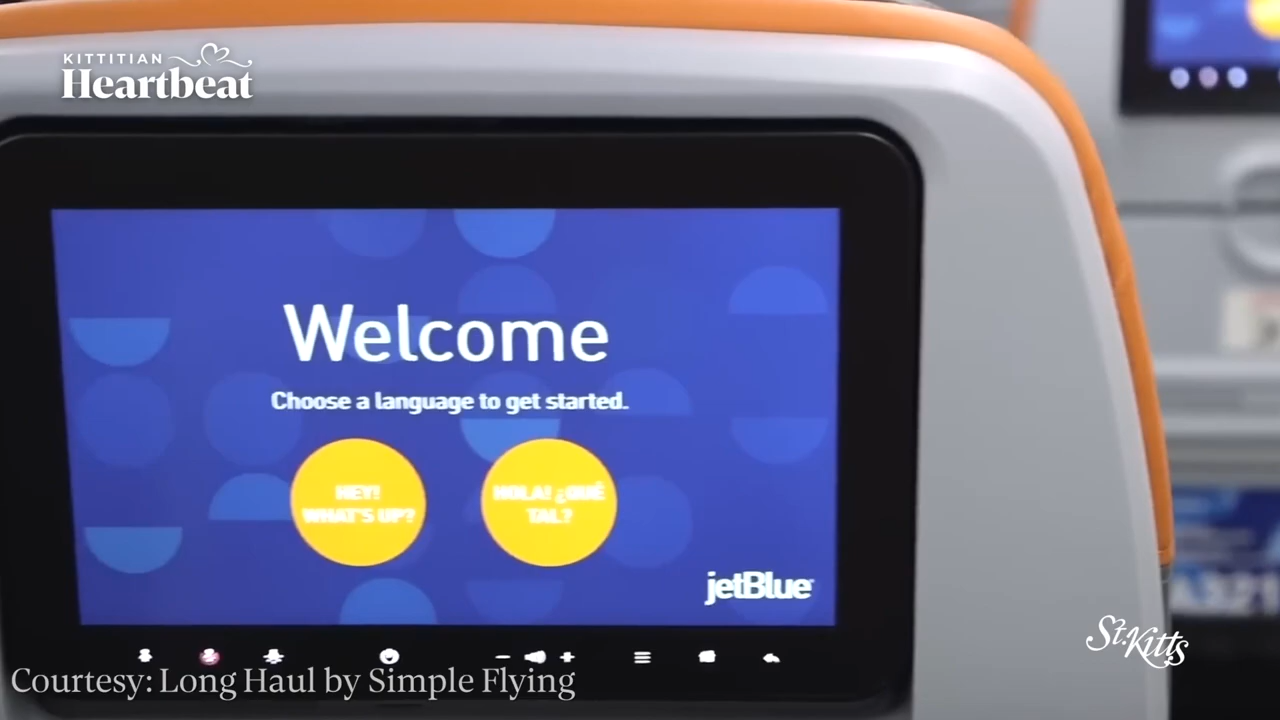 KITTITIAN
Heartbeat
Welcome
Choose a language to get started.
HEY!
WHAT'S UP?
HOLA! ¿QUÉ
TAL?
jetBlue
A321
St. Kitts
Courtesy: Long Haul by Simple Flying